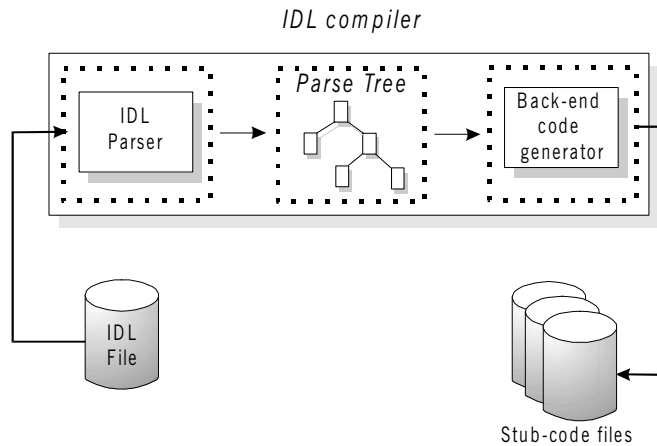 IDL compiler
IDL
Parser
Parse Tree
Back-end
code
generator
IDL
File
Stub-code files